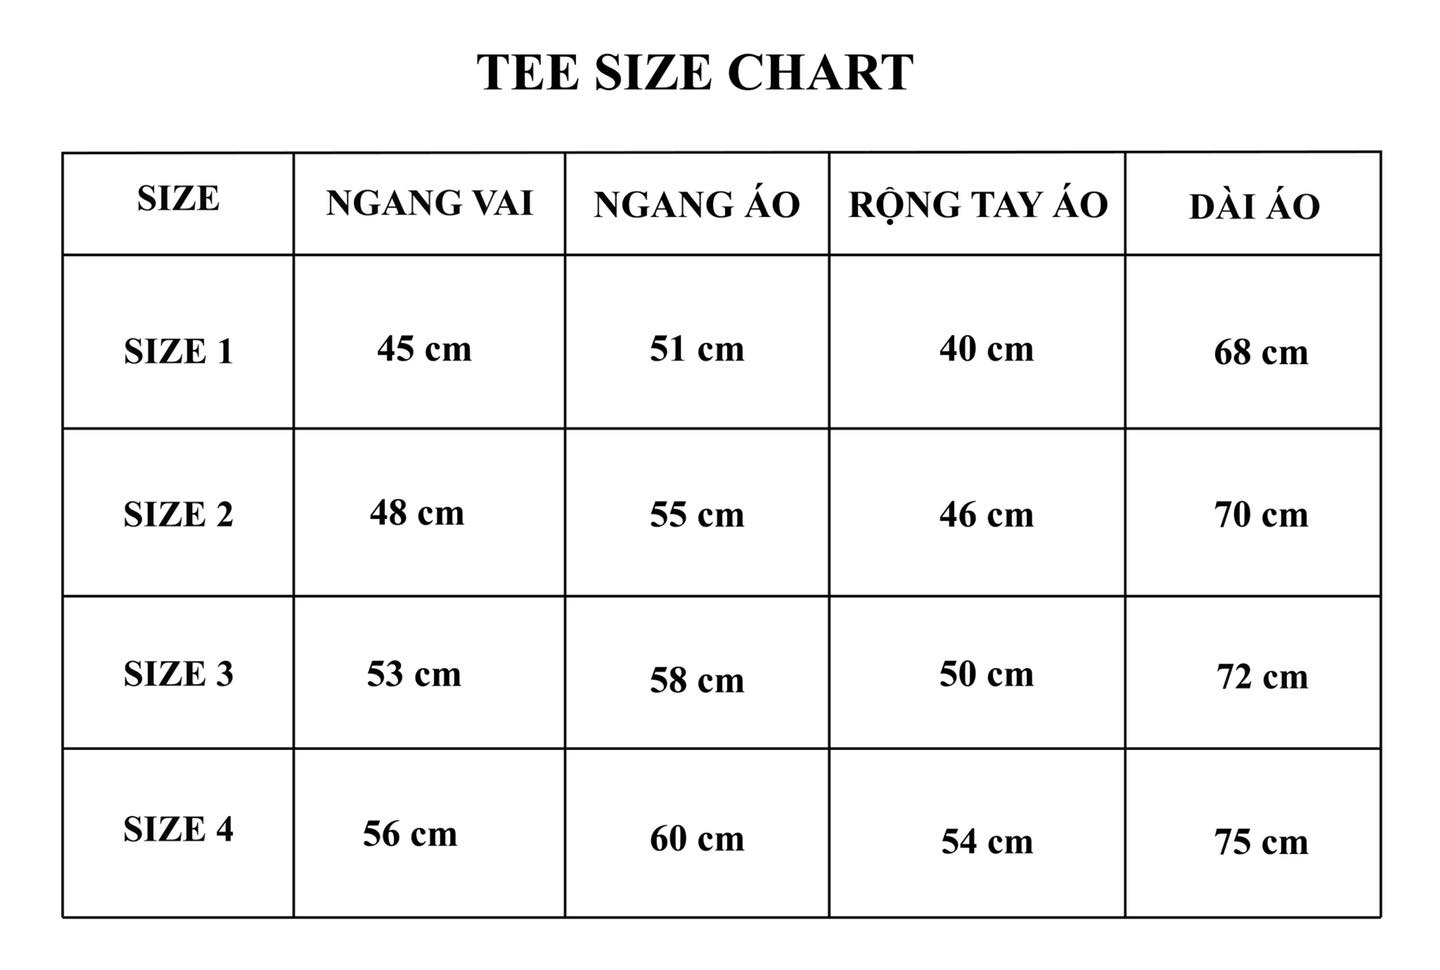 TEE SIZE CHART
SIZE NGANG VAI NGANG ÁO RỘNG TAY ÁO DÀI ÁO
SIZE 1 45 cm 51 cm 40 cm 68 cm
SIZE 2 48 cm 55 cm 46 cm 70 cm
SIZE 3 53 cm 58 cm 50 cm 72 cm
SIZE 4 56 cm 60 cm 54 cm 75 cm